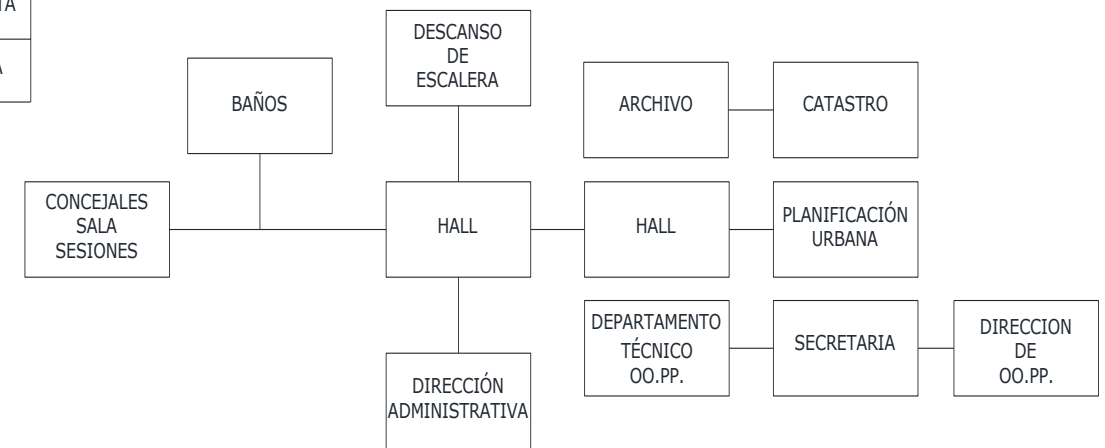 DESCANSO
DE
ESCALERA
BAÑOS
ARCHIVO
CATASTRO
CONCEJALES
SALA
SESIONES
HALL
HALL
PLANIFICACIÓN
URBANA
DEPARTAMENTO
TÉCNICO
OO.PP.
SECRETARIA
DIRECCION
DE
OO.PP.
DIRECCIÓN
ADMINISTRATIVA